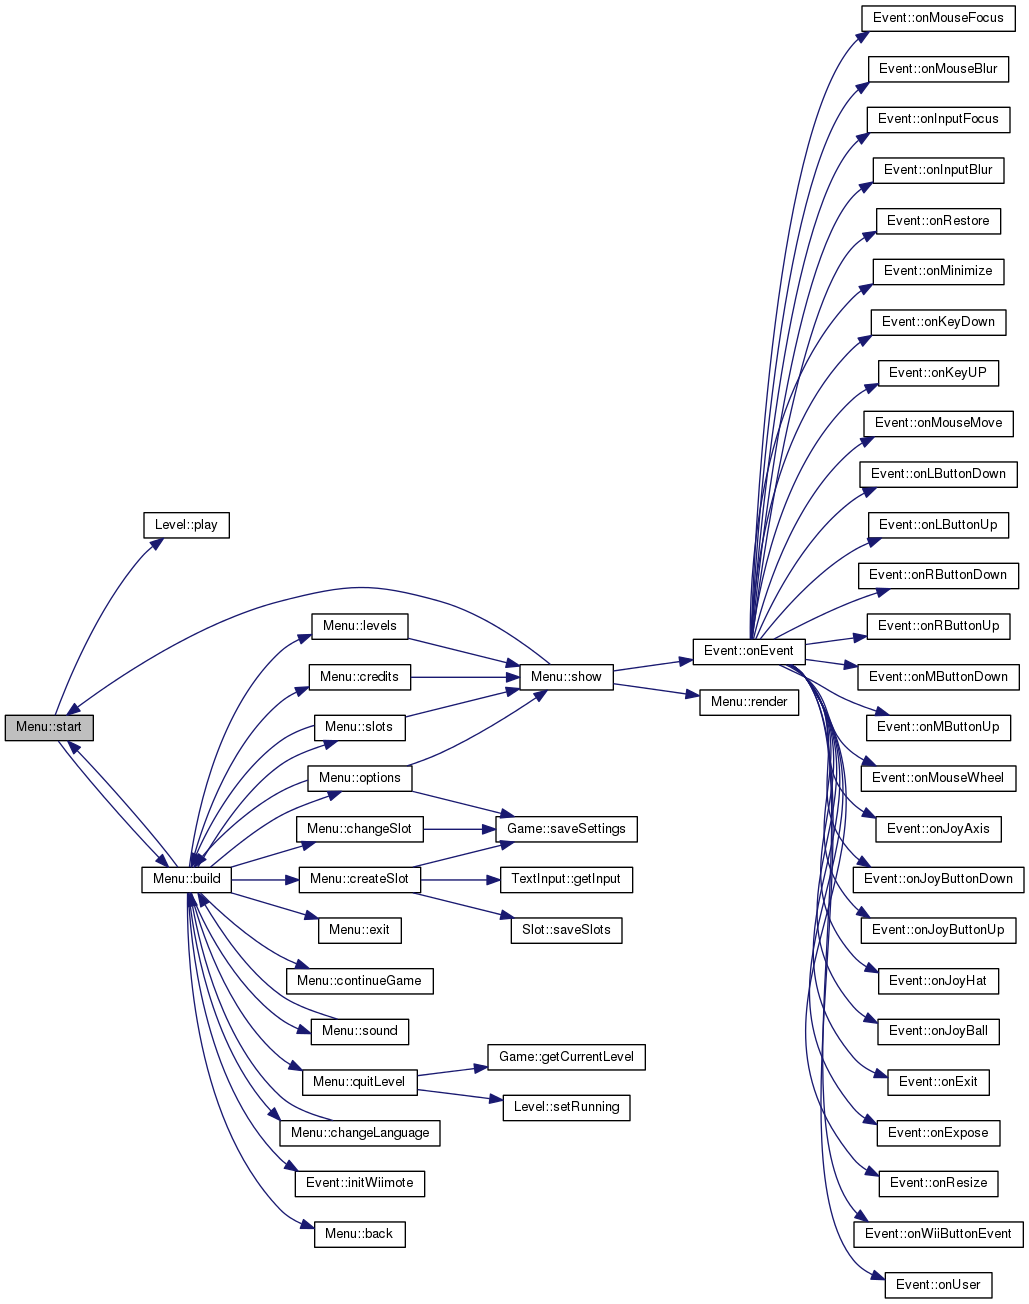 Menu::start
Level::play
Menu::build
Menu::levels
Menu::credits
Menu::slots
Menu::options
Menu::changeSlot
Menu::createSlot
Menu::exit
Menu::continueGame
Menu::sound
Menu::quitLevel
Menu::changeLanguage
Event::initWiimote
Menu::back
Menu::show
Game::saveSettings
TextInput::getInput
Slot::saveSlots
Game::getCurrentLevel
Level::setRunning
Event::onEvent
Menu::render
Event::onMouseFocus
Event::onMouseBlur
Event::onInputFocus
Event::onInputBlur
Event::onRestore
Event::onMinimize
Event::onKeyDown
Event::onKeyUP
Event::onMouseMove
Event::onLButtonDown
Event::onLButtonUp
Event::onRButtonDown
Event::onRButtonUp
Event::onMButtonDown
Event::onMButtonUp
Event::onMouseWheel
Event::onJoyAxis
Event::onJoyButtonDown
Event::onJoyButtonUp
Event::onJoyHat
Event::onJoyBall
Event::onExit
Event::onExpose
Event::onResize
Event::onWiiButtonEvent
Event::onUser